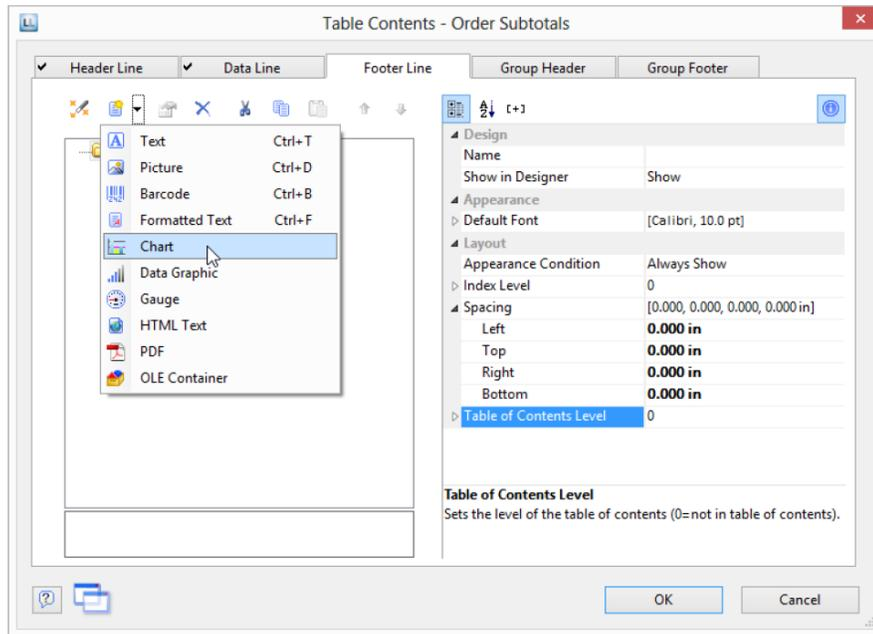 LL
Table Contents - Order Subtotals
Header Line
Data Line
Footer Line
Group Header
Group Footer
Text Ctrl+T
Picture Ctrl+D
Barcode Ctrl+B
Formatted Text Ctrl+F
Chart
Data Graphic
Gauge
HTML Text
PDF
OLE Container
[+]
Design
Name
Show in Designer Show
Appearance
Default Font [Calibri, 10.0 pt]
Layout
Appearance Condition Always Show
Index Level 0
Spacing [0.000, 0.000, 0.000, 0.000 in]
Left 0.000 in
Top 0.000 in
Right 0.000 in
Bottom 0.000 in
Table of Contents Level 0
Table of Contents Level
Sets the level of the table of contents (0=not in table of contents).
OK
Cancel